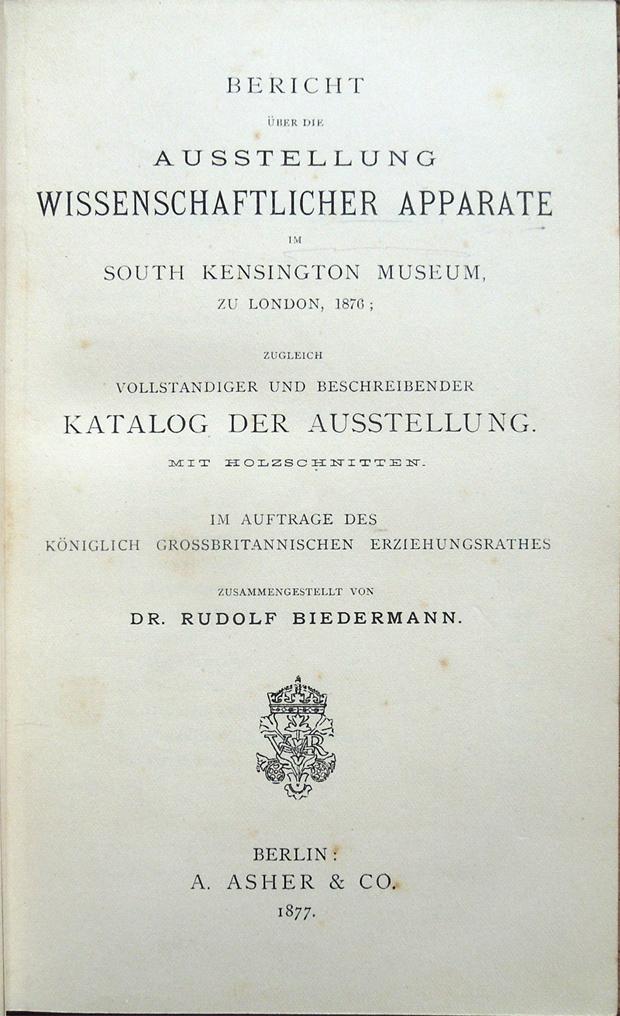 BERICHT
ÜBER DIE
AUSSTELLUNG
WISSENSCHAFTLICHER APPARATE
IM
SOUTH KENSINGTON MUSEUM,
ZU LONDON, 1876;
ZUGLEICH
VOLLSTANDIGER UND BESCHREIBENDER
KATALOG DER AUSSTELLUNG.
MIT HOLZSCHNITTEN.
IM AUFTRAGE DES
KÖNIGLICH GROSSBRITANNISCHEN ERZIEHUNGSRATHES
ZUSAMMENGESTELLT VON
DR. RUDOLF BIEDERMANN.
VR
BERLIN:
A. ASHER & CO.
1877.